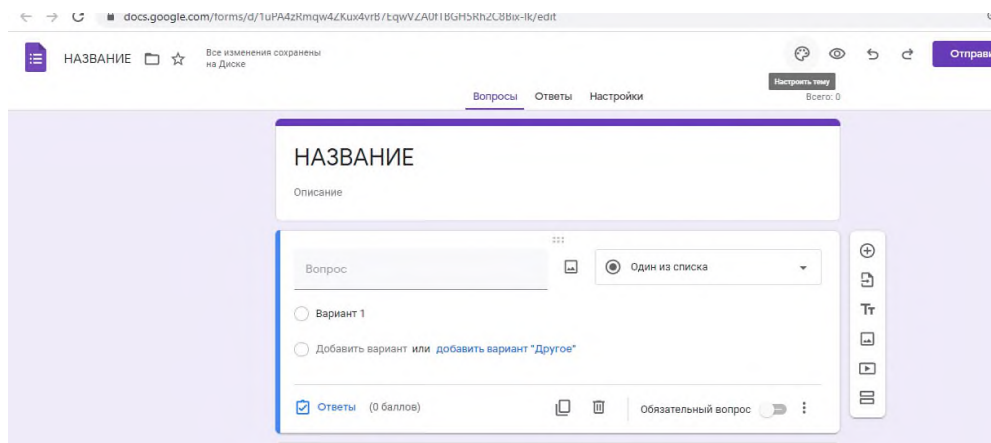 docs.google.com/forms/d/1uPA4zRmqw4ZKux4vrB7EqwVZA0fTBGH5Rh2C8Bix-Ik/edit
НАЗВАНИЕ
Все изменения сохранены
на Диске
Отправи
Настроить тему
Вопросы Ответы Настройки
Всего: 0
НАЗВАНИЕ
Описание
Вопрос
Один из списка
Вариант 1
Добавить вариант или добавить вариант "Другое"
Ответы (0 баллов)
Обязательный вопрос
Tт